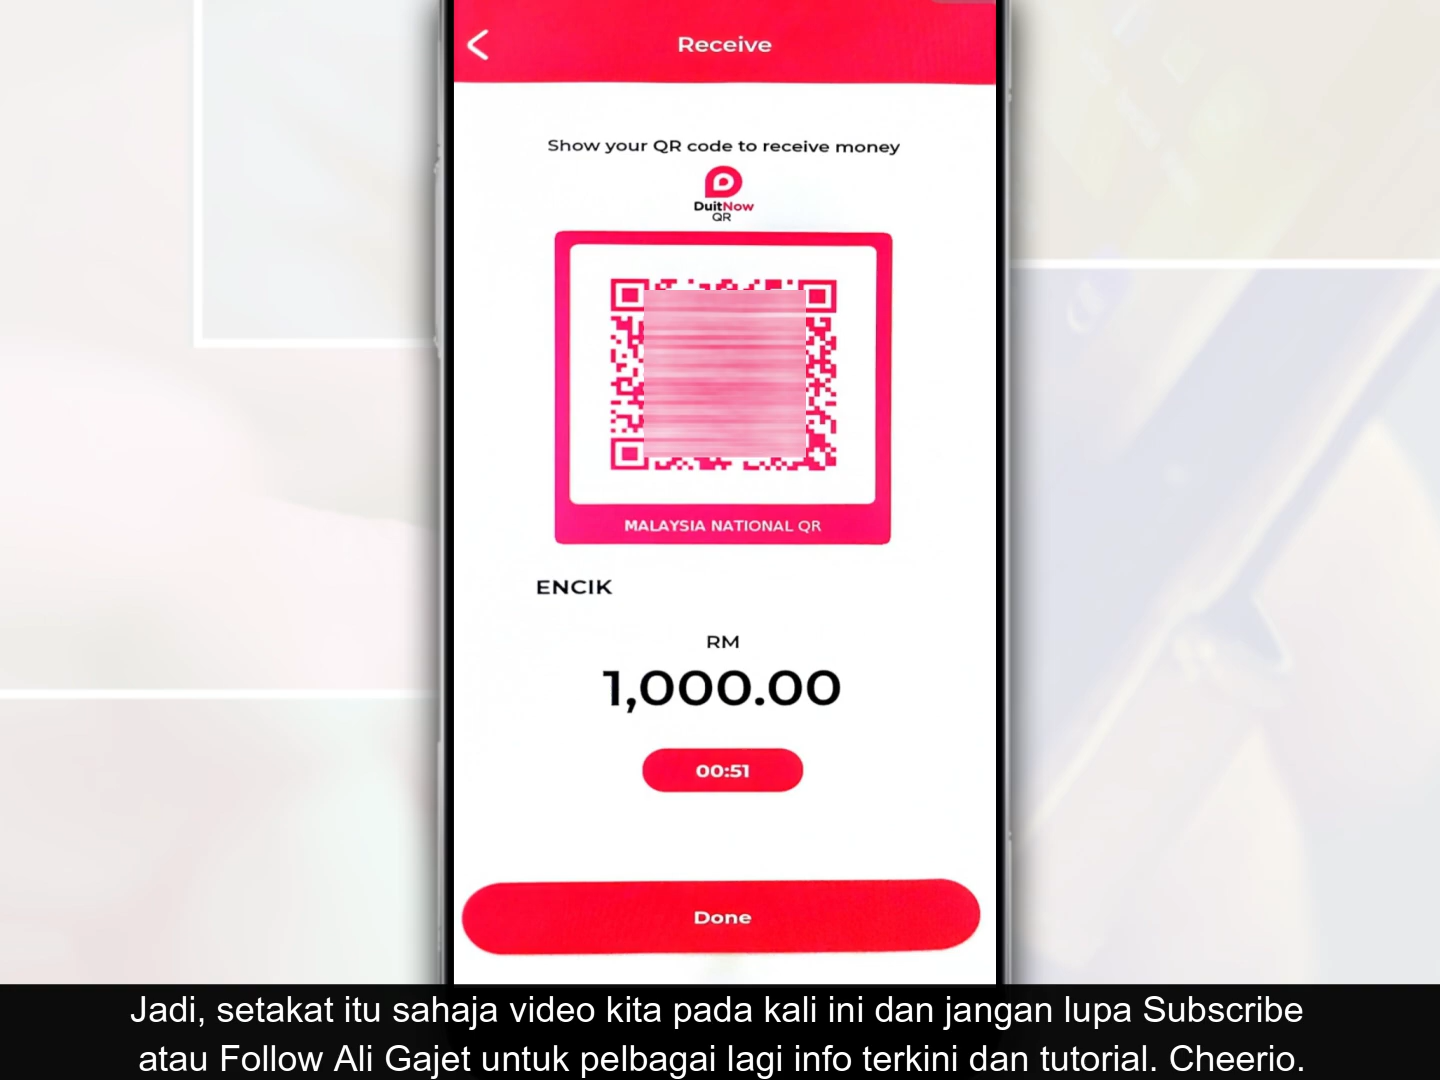 Receive
Show your QR code to receive money
DuitNow
QR
MALAYSIA NATIONAL QR
ENCIK
RM
1,000.00
00:51
Done
Jadi, setakat itu sahaja video kita pada kali ini dan jangan lupa Subscribe
atau Follow Ali Gajet untuk pelbagai lagi info terkini dan tutorial. Cheerio.